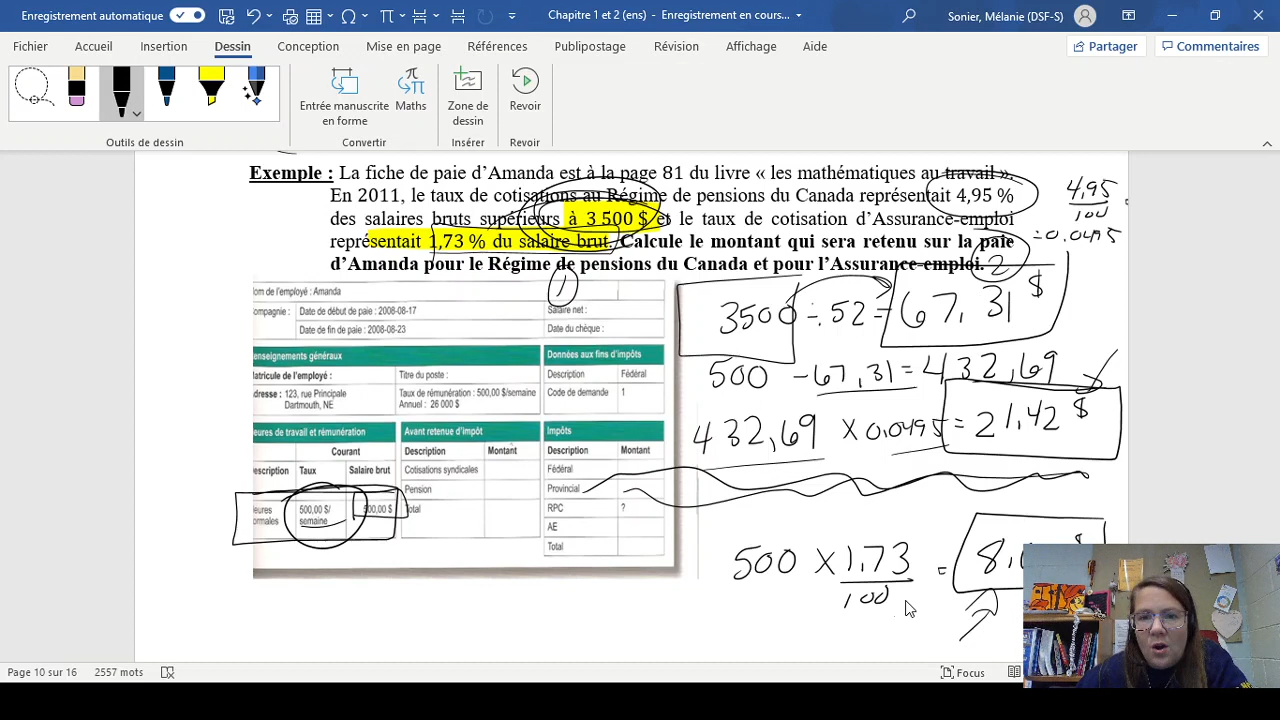 Enregistrement automatique
Chapitre 1 et 2 (ens) - Enregistrement en cours...
Sonier, Mélanie (DSF-S)
Fichier Accueil Insertion Dessin Conception Mise en page Références Publipostage Révision Affichage Aide
Partager Commentaires
Entrée manuscrite en forme
Maths
Zone de dessin
Revoir
Outils de dessin Convertir Insérer Revoir
Exemple : La fiche de paie d'Amanda est à la page 81 du livre « les mathématiques au travail ».
En 2011, le taux de cotisations au Régime de pensions du Canada représentait 4,95 %
des salaires bruts supérieurs à 3 500 $ et le taux de cotisation d'Assurance-emploi
représentait 1,73 % du salaire brut. Calcule le montant qui sera retenu sur la paie
d'Amanda pour le Régime de pensions du Canada et pour l'Assurance-emploi.
4,95
100
=0.0495
1
2
Nom de l'employé : Amanda
Date de début de paie : 2008-08-17
Salaire net :
Date de fin de paie : 2008-08-23
Date du chèque :
Renseignements généraux
Données aux fins d'impôts
Matricule de l'employé :
Titre du poste :
Description Fédéral
Adresse : 123, rue Principale
Dartmouth, NE
Taux de rémunération : 500,00 $/semaine
Annuel : 26 000 $
Code de demande 1
Heures de travail et rémunération
Avant retenue d'impôt
Impôts
Courant
Description Montant
Description Montant
Description Taux Salaire brut
Cotisations syndicales
Fédéral
Pension
Provincial
Heures normales
500,00 $/
semaine
500,00 $
Total
RPC ?
AE
Total
3500 ÷ 52 = 67,31 $
500 - 67,31 = 432,69
432,69 x 0.0495 = 21,42 $
500 x 1.73
100
=
Page 10 sur 16 2557 mots
Focus